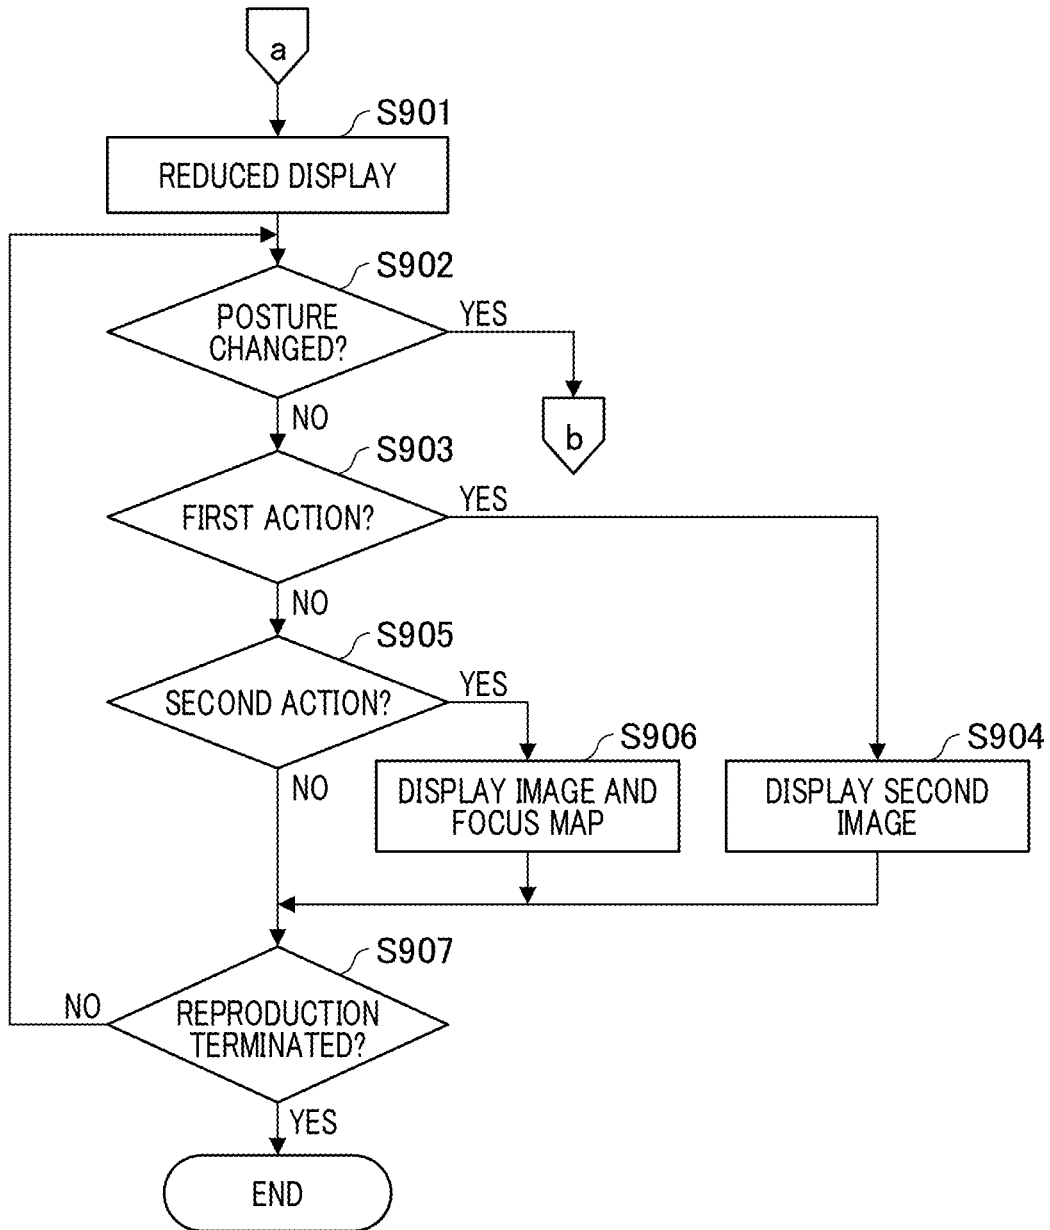 a
S901
REDUCED DISPLAY
S902
POSTURE
CHANGED?
YES
NO
b
S903
FIRST ACTION?
YES
NO
S905
SECOND ACTION?
YES
NO
S906
DISPLAY IMAGE AND
FOCUS MAP
S904
DISPLAY SECOND
IMAGE
S907
REPRODUCTION
TERMINATED?
NO
YES
END